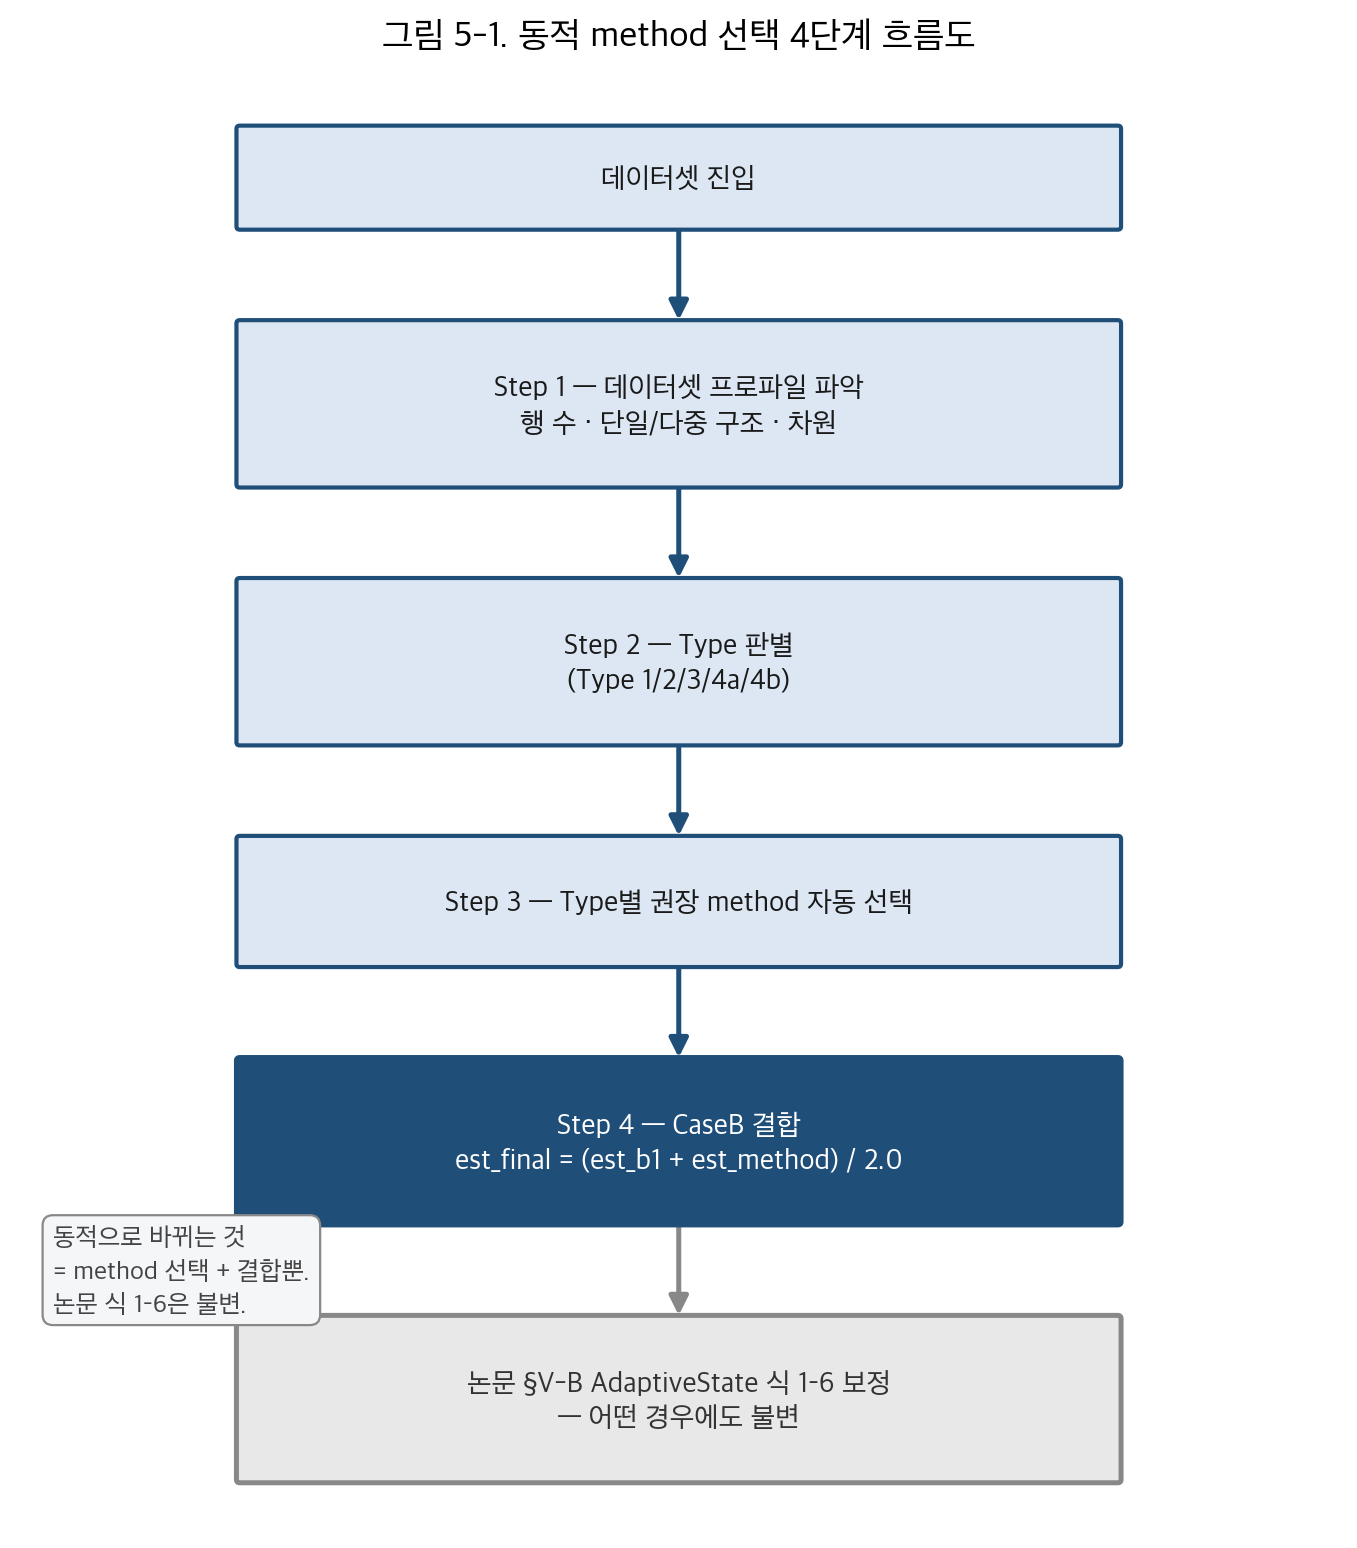 그림 5-1. 동적 method 선택 4단계 흐름도
데이터셋 진입
Step 1 — 데이터셋 프로파일 파악
행 수 · 단일/다중 구조 · 차원
Step 2 — Type 판별
(Type 1/2/3/4a/4b)
Step 3 — Type별 권장 method 자동 선택
Step 4 — CaseB 결합
est_final = (est_b1 + est_method) / 2.0
동적으로 바뀌는 것
= method 선택 + 결합뿐.
논문 식 1-6은 불변.
논문 §V-B AdaptiveState 식 1-6 보정
— 어떤 경우에도 불변